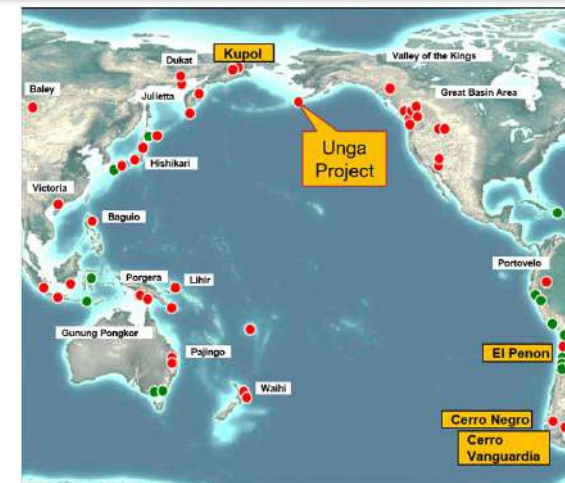 Dukat
Kupol
Valley of the Kings
Baley
Julietta
Great Basin Area
Unga
Project
Hishikari
Victoria
Baguio
Portovelo
Porgera
Lihir
Gunung Pongkor
Pajingo
El Penon
Waihi
Cerro Negro
Cerro
Vanguardia